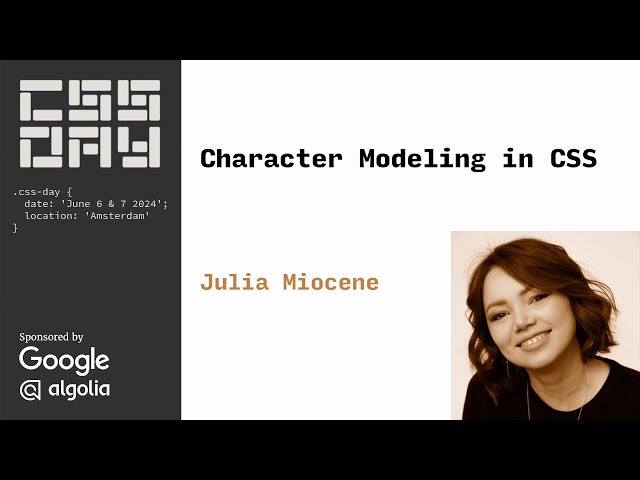 CSS
DAY
.css-day {
date: 'June 6 & 7 2024';
location: 'Amsterdam'
}
Sponsored by
Google
algolia
Character Modeling in CSS
Julia Miocene